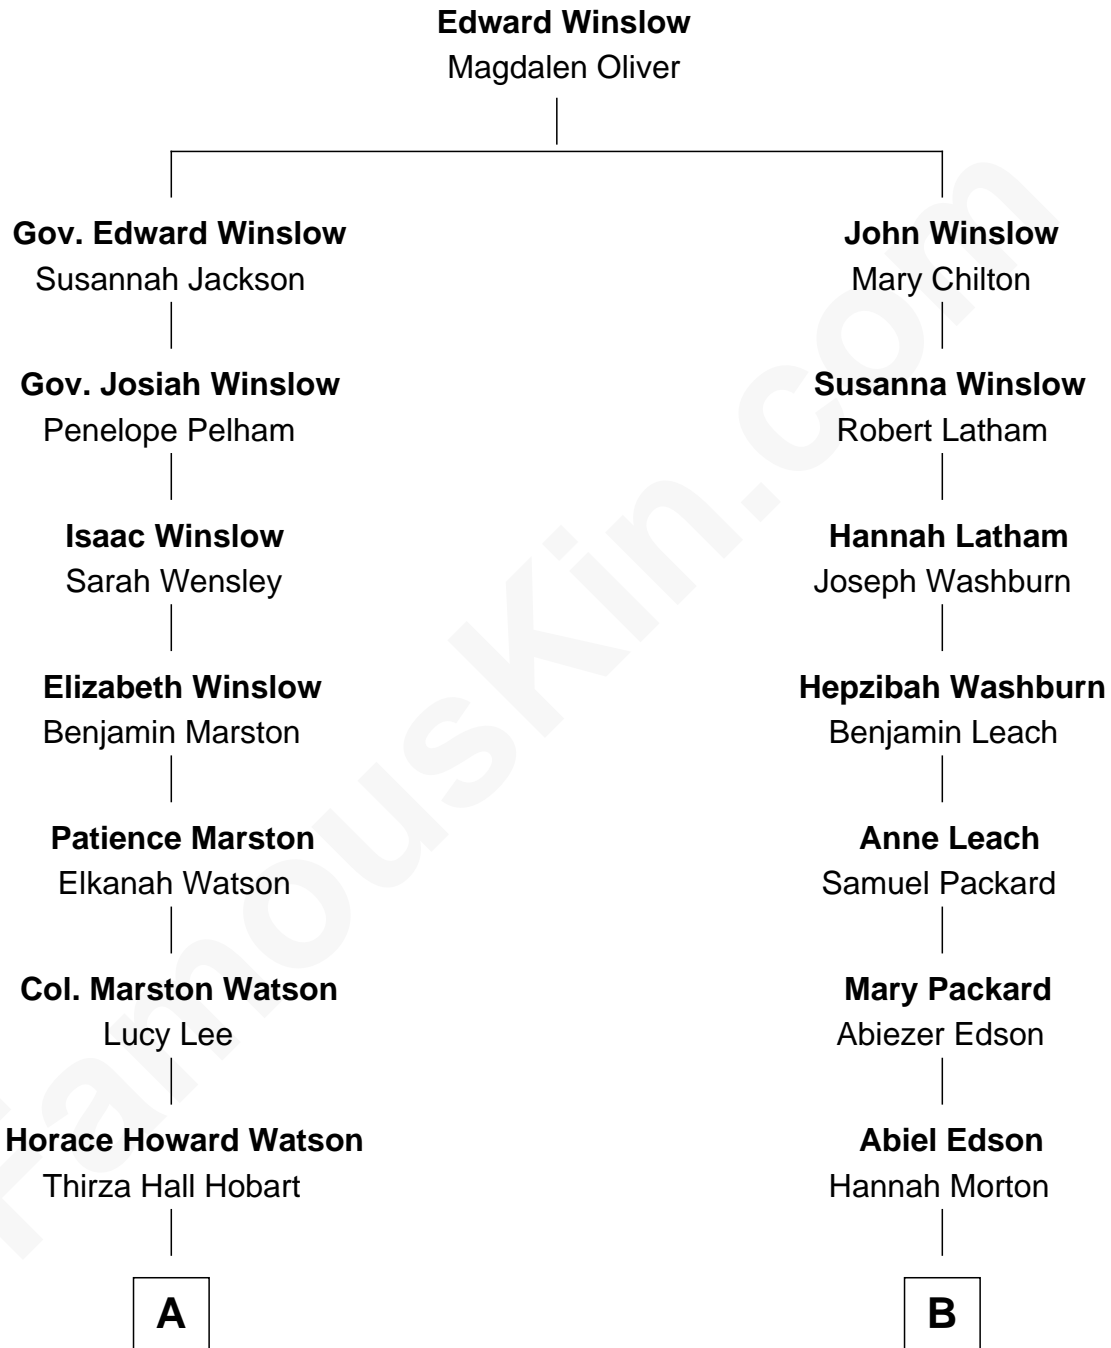 Edward Winslow
Magdalen Oliver
Gov. Edward Winslow
Susannah Jackson
John Winslow
Mary Chilton
Gov. Josiah Winslow
Penelope Pelham
Susanna Winslow
Robert Latham
Isaac Winslow
Sarah Wensley
Hannah Latham
Joseph Washburn
Elizabeth Winslow
Benjamin Marston
Hepzibah Washburn
Benjamin Leach
Patience Marston
Elkanah Watson
Anne Leach
Samuel Packard
Col. Marston Watson
Lucy Lee
Mary Packard
Abiezer Edson
Horace Howard Watson
Thirza Hall Hobart
Abiel Edson
Hannah Morton
A
B
FamousKin.com